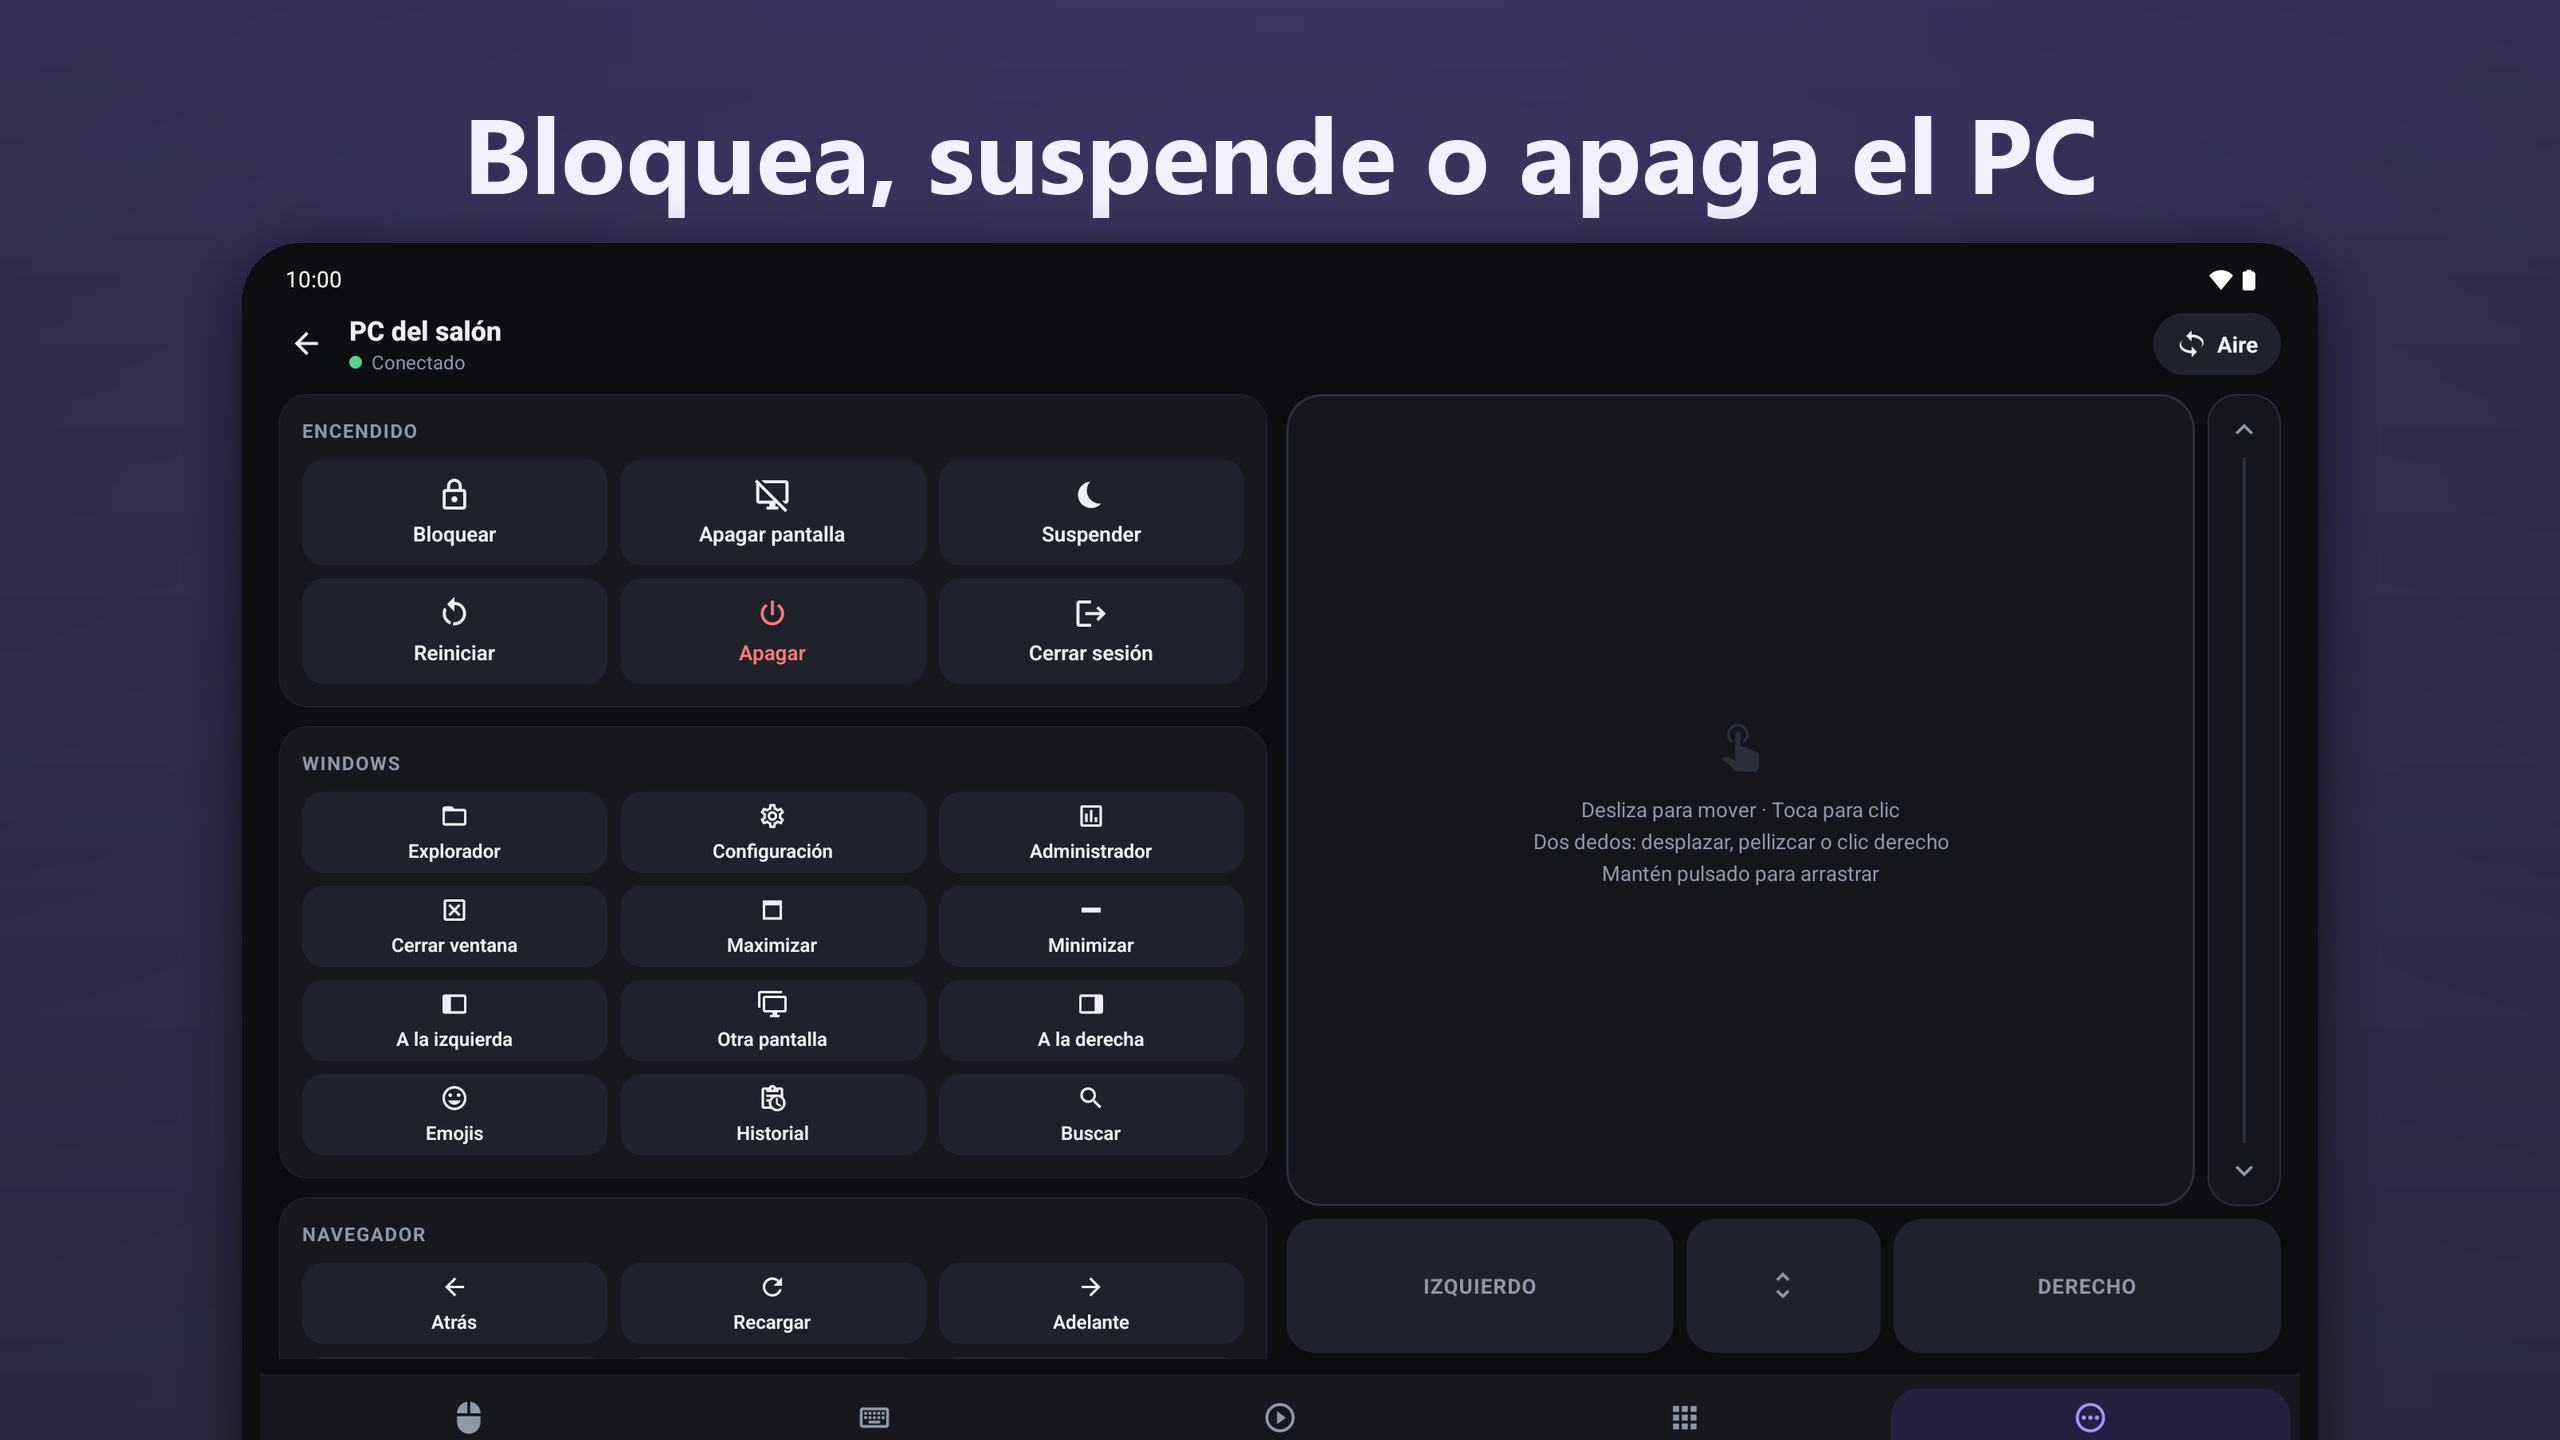 Bloquea, suspende o apaga el PC
10:00
PC del salón
Conectado
Aire
ENCENDIDO
Bloquear
Apagar pantalla
Suspender
Reiniciar
Apagar
Cerrar sesión
WINDOWS
Explorador
Configuración
Administrador
Cerrar ventana
Maximizar
Minimizar
A la izquierda
Otra pantalla
A la derecha
Emojis
Historial
Buscar
NAVEGADOR
Atrás
Recargar
Adelante
Desliza para mover · Toca para clic
Dos dedos: desplazar, pellizcar o clic derecho
Mantén pulsado para arrastrar
IZQUIERDO
DERECHO